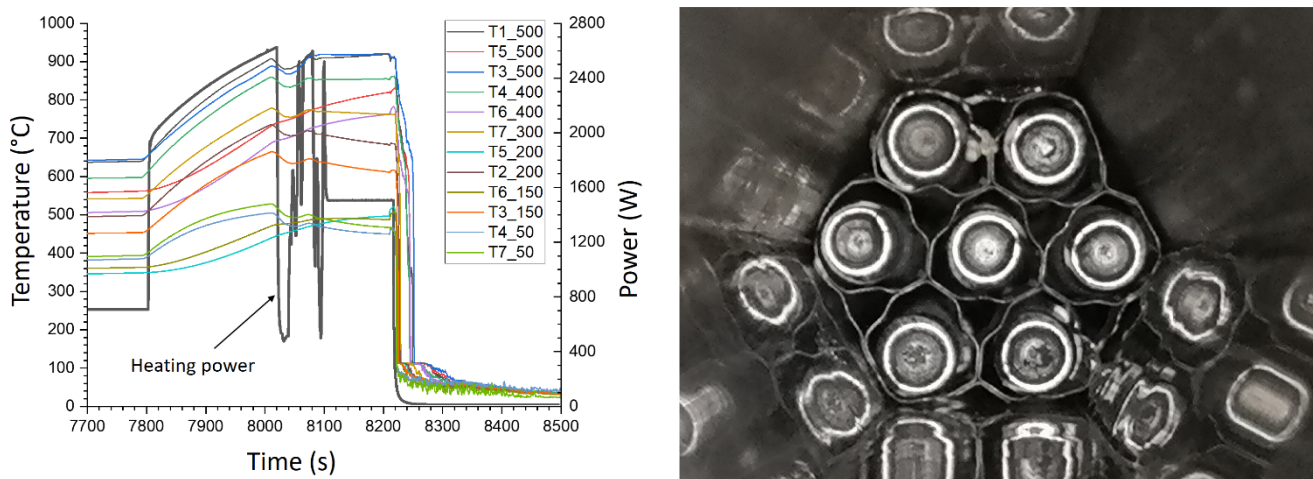 1000
900
800
700
600
500
400
300
200
100
0
Temperature (°C)
7700 7800 7900 8000 8100 8200 8300 8400 8500
Time (s)
2800
2400
2000
1600
1200
800
400
0
Power (W)
T1_500
T5_500
T3_500
T4_400
T6_400
T7_300
T5_200
T2_200
T6_150
T3_150
T4_50
T7_50
Heating power